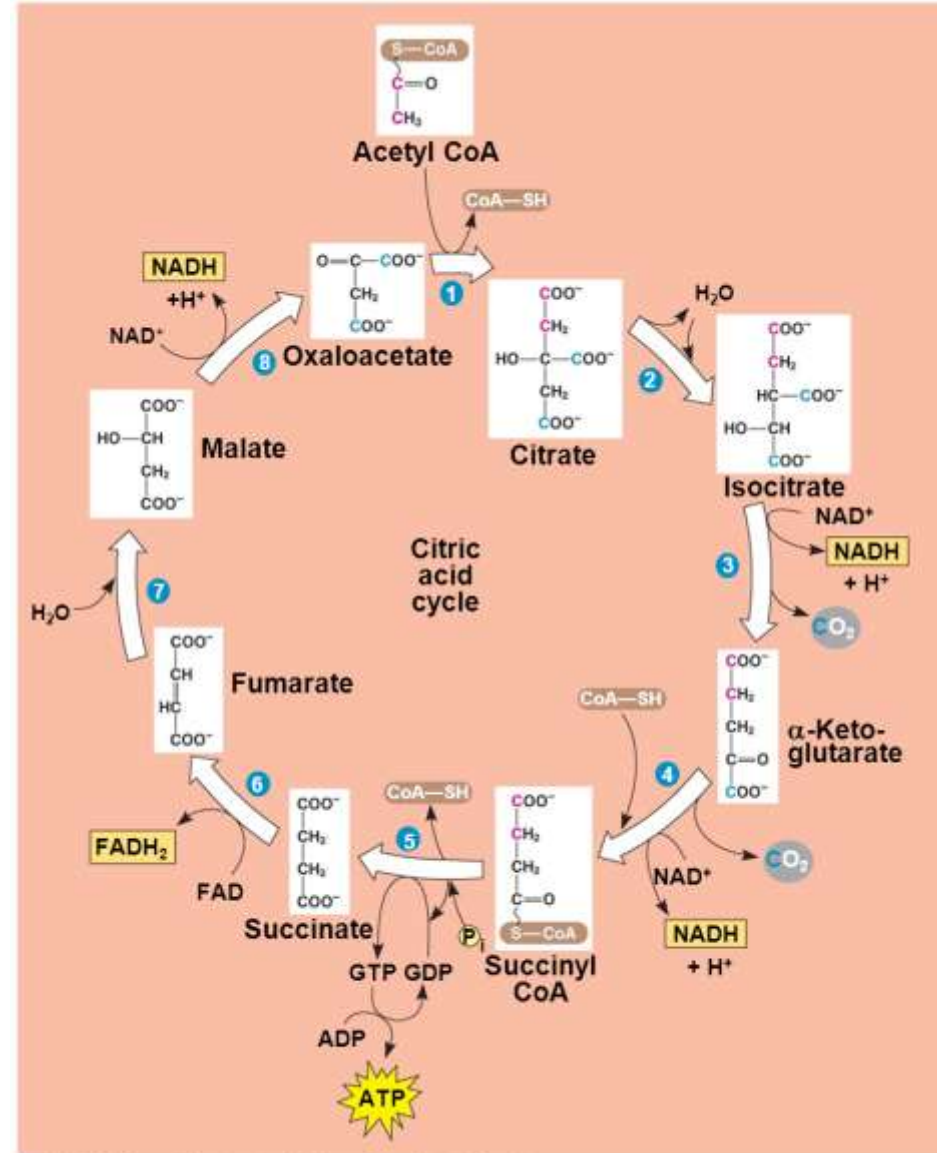 S—CoA
C=O
CH₃
Acetyl CoA
CoA—SH
NADH
+H⁺
NAD⁺
8
O=C—COO⁻
CH₂
COO⁻
Oxaloacetate
1
COO⁻
CH₂
HO—C—COO⁻
CH₂
COO⁻
Citrate
H₂O
2
COO⁻
CH₂
HC—COO⁻
HO—CH
COO⁻
Isocitrate
NAD⁺
NADH
+ H⁺
3
CO₂
COO⁻
CH₂
CH₂
C=O
COO⁻
α-Keto-
glutarate
4
CoA—SH
CO₂
NAD⁺
NADH
+ H⁺
COO⁻
CH₂
CH₂
C=O
S—CoA
Succinyl
CoA
5
CoA—SH
Pi
GTP GDP
ADP
ATP
COO⁻
CH₂
CH₂
COO⁻
Succinate
6
FADH₂
FAD
COO⁻
CH
HC
COO⁻
Fumarate
7
H₂O
COO⁻
HO—CH
CH₂
COO⁻
Malate
Citric
acid
cycle